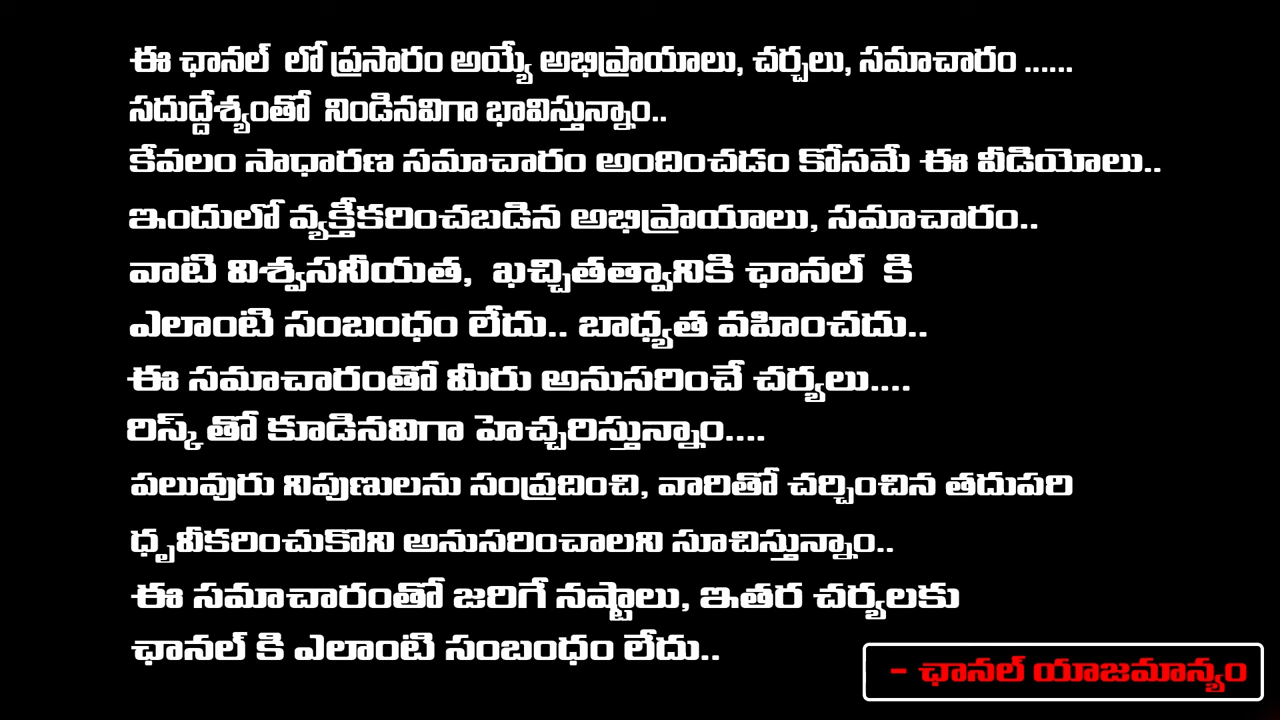 ఈ ఛానల్ లో ప్రసారం అయ్యే అభిప్రాయాలు, చర్చలు, సమాచారం ......
సదుద్దేశ్యంతో నిండినవిగా భావిస్తున్నాం..
కేవలం సాధారణ సమాచారం అందించడం కోసమే ఈ వీడియోలు..
ఇందులో వ్యక్తీకరించబడిన అభిప్రాయాలు, సమాచారం..
వాటి విశ్వసనీయత, ఖచ్చితత్వానికి ఛానల్ కి
ఎలాంటి సంబంధం లేదు.. బాధ్యత వహించదు..
ఈ సమాచారంతో మీరు అనుసరించే చర్యలు....
రిస్క్ తో కూడినవిగా హెచ్చరిస్తున్నాం....
పలువురు నిపుణులను సంప్రదించి, వారితో చర్చించిన తదుపరి
ధృవీకరించుకొని అనుసరించాలని సూచిస్తున్నాం..
ఈ సమాచారంతో జరిగే నష్టాలు, ఇతర చర్యలకు
ఛానల్ కి ఎలాంటి సంబంధం లేదు..
- ఛానల్ యాజమాన్యం